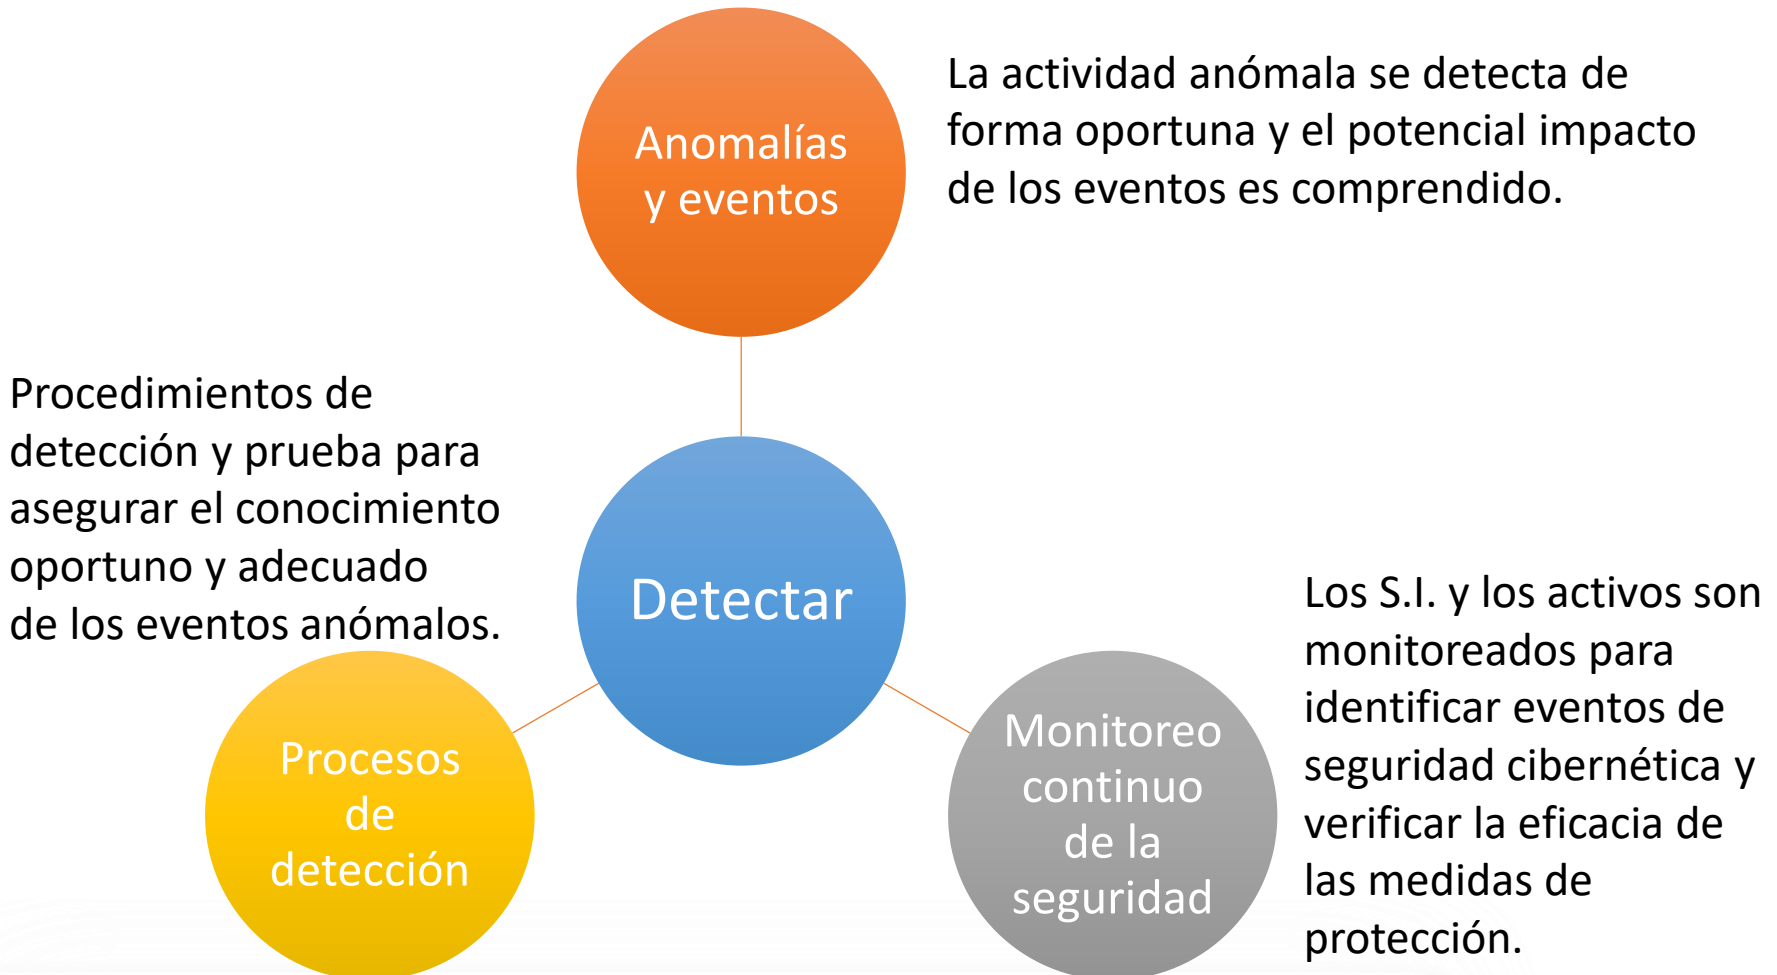 Anomalías
y eventos
La actividad anómala se detecta de
forma oportuna y el potencial impacto
de los eventos es comprendido.
Procedimientos de
detección y prueba para
asegurar el conocimiento
oportuno y adecuado
de los eventos anómalos.
Detectar
Procesos
de
detección
Monitoreo
continuo
de la
seguridad
Los S.I. y los activos son
monitoreados para
identificar eventos de
seguridad cibernética y
verificar la eficacia de
las medidas de
protección.